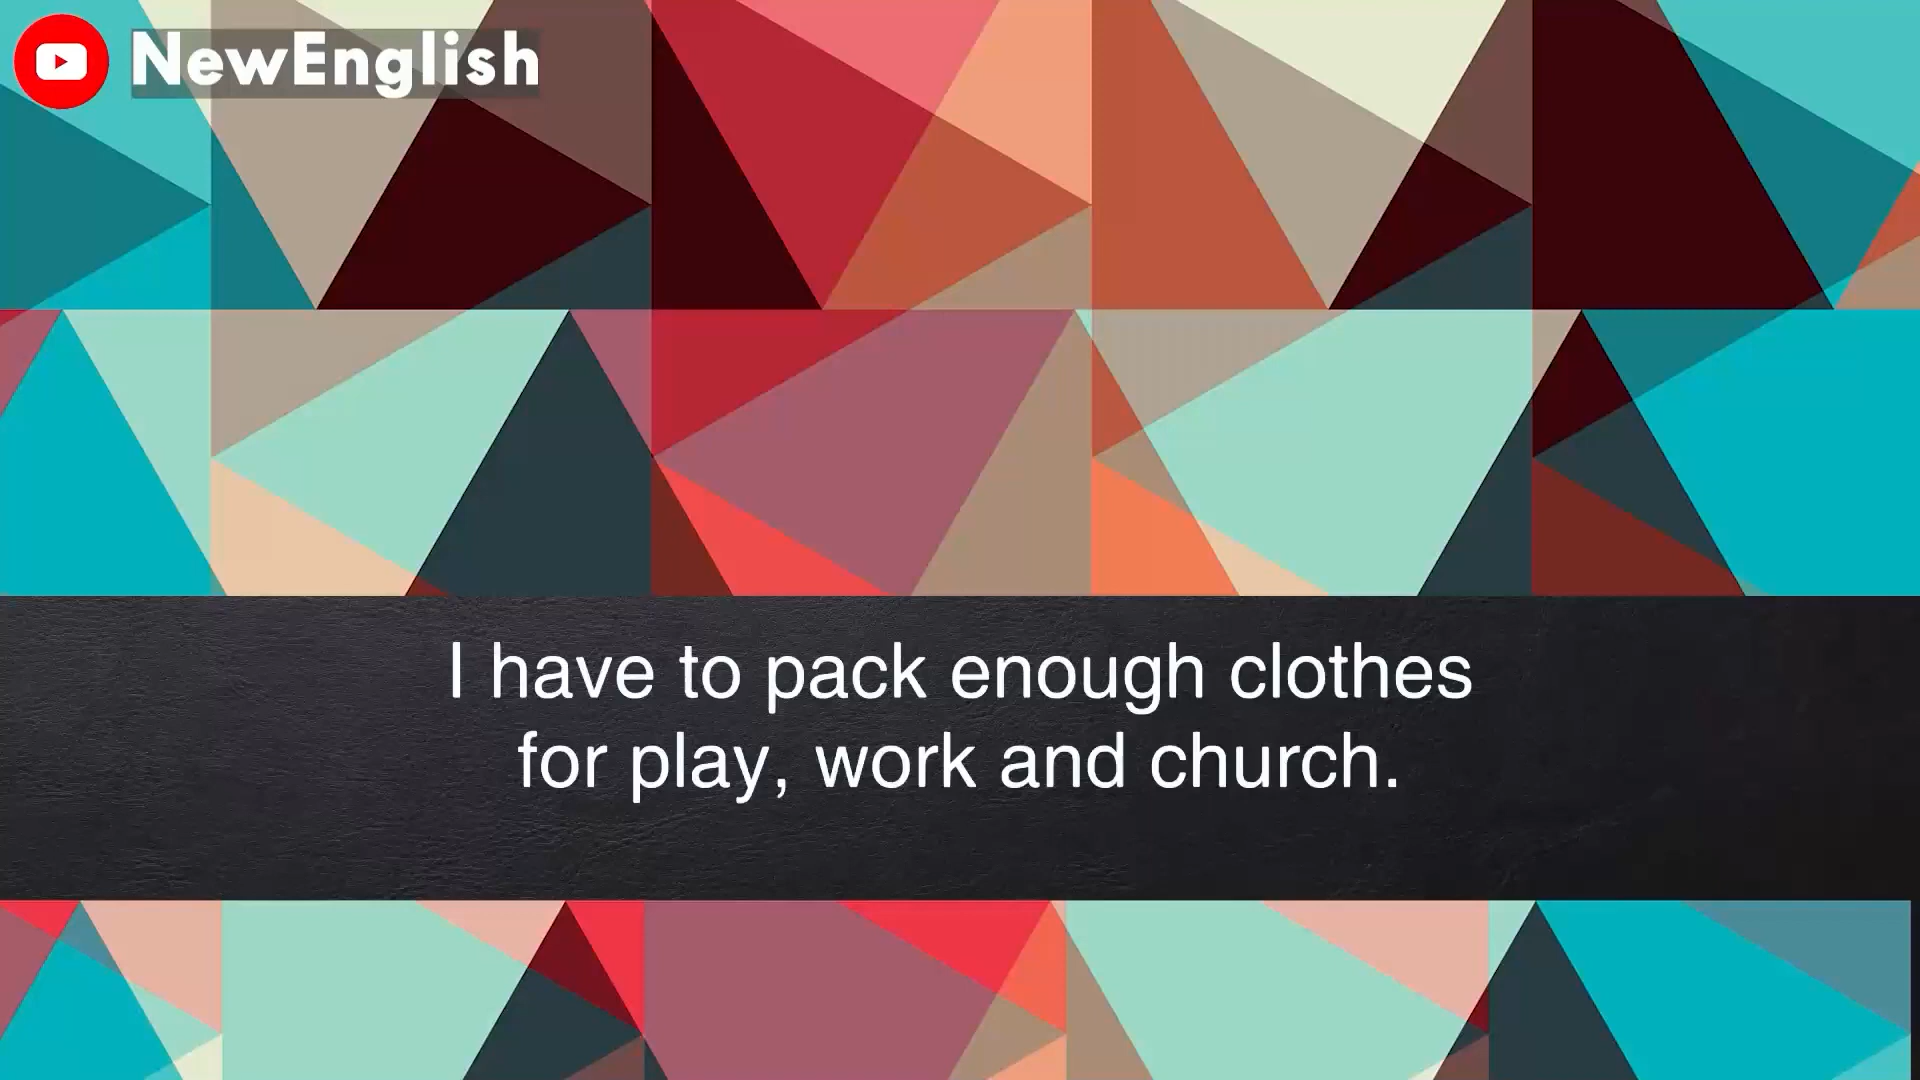 NewEnglish
I have to pack enough clothes
for play, work and church.